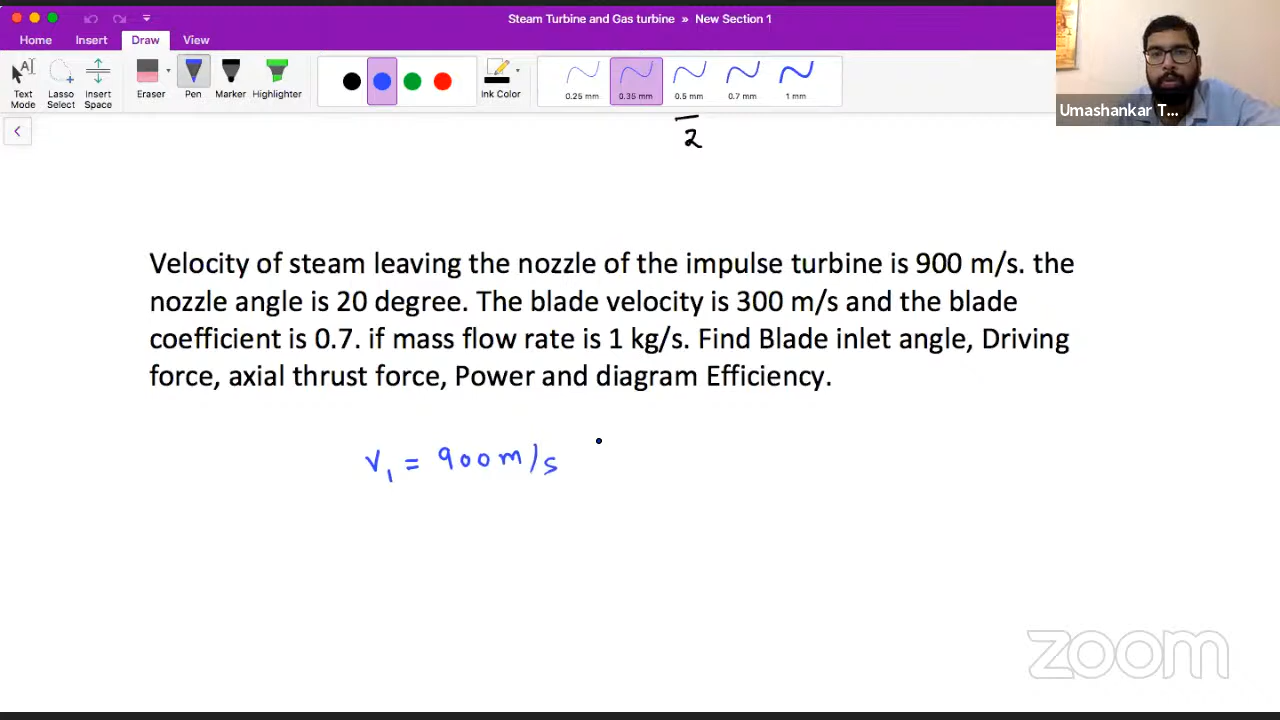 Steam Turbine and Gas turbine » New Section 1
Home Insert Draw View
Text Mode
Lasso Select
Insert Space
Eraser
Pen
Marker
Highlighter
Ink Color
0.25 mm
0.35 mm
0.5 mm
0.7 mm
1 mm
Umashankar T...
2
Velocity of steam leaving the nozzle of the impulse turbine is 900 m/s. the
nozzle angle is 20 degree. The blade velocity is 300 m/s and the blade
coefficient is 0.7. if mass flow rate is 1 kg/s. Find Blade inlet angle, Driving
force, axial thrust force, Power and diagram Efficiency.
V₁ = 900 m/s
zoom